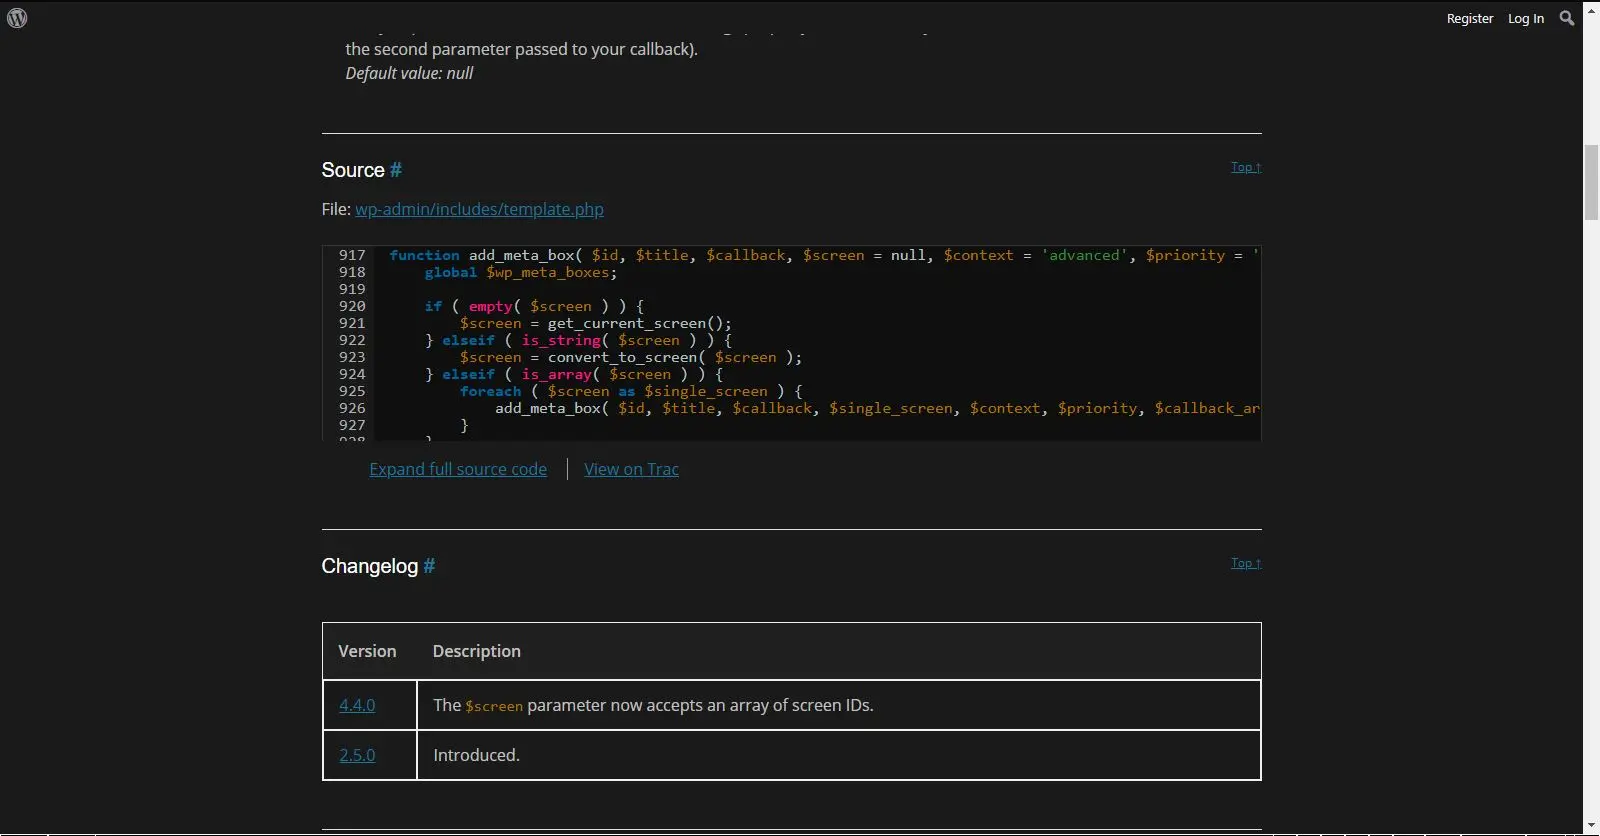 Register Log In
the second parameter passed to your callback).
Default value: null
Source #
Top ↑
File: wp-admin/includes/template.php
917 function add_meta_box( $id, $title, $callback, $screen = null, $context = 'advanced', $priority = '
918 global $wp_meta_boxes;
919
920 if ( empty( $screen ) ) {
921 $screen = get_current_screen();
922 } elseif ( is_string( $screen ) ) {
923 $screen = convert_to_screen( $screen );
924 } elseif ( is_array( $screen ) ) {
925 foreach ( $screen as $single_screen ) {
926 add_meta_box( $id, $title, $callback, $single_screen, $context, $priority, $callback_ar
927 }
Expand full source code View on Trac
Changelog #
Top ↑
Version Description
4.4.0 The $screen parameter now accepts an array of screen IDs.
2.5.0 Introduced.